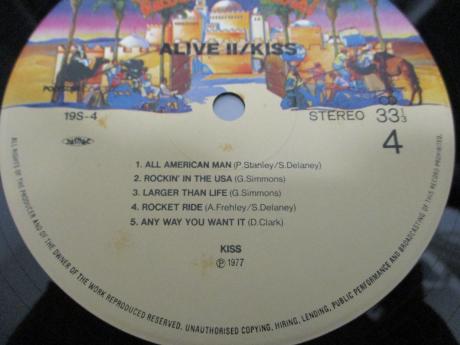 ALIVE II/KISS
19S-4
STEREO 33⅓
4
1. ALL AMERICAN MAN (P.Stanley/S.Delaney)
2. ROCKIN' IN THE USA (G.Simmons)
3. LARGER THAN LIFE (G.Simmons)
4. ROCKET RIDE (A.Frehley/S.Delaney)
5. ANY WAY YOU WANT IT (D.Clark)
KISS
Ⓟ 1977
ALL RIGHTS OF THE PRODUCER AND OF THE OWNER OF THE WORK REPRODUCED RESERVED. UNAUTHORISED COPYING, HIRING, LENDING, PUBLIC PERFORMANCE AND BROADCASTING OF THIS RECORD PROHIBITED.